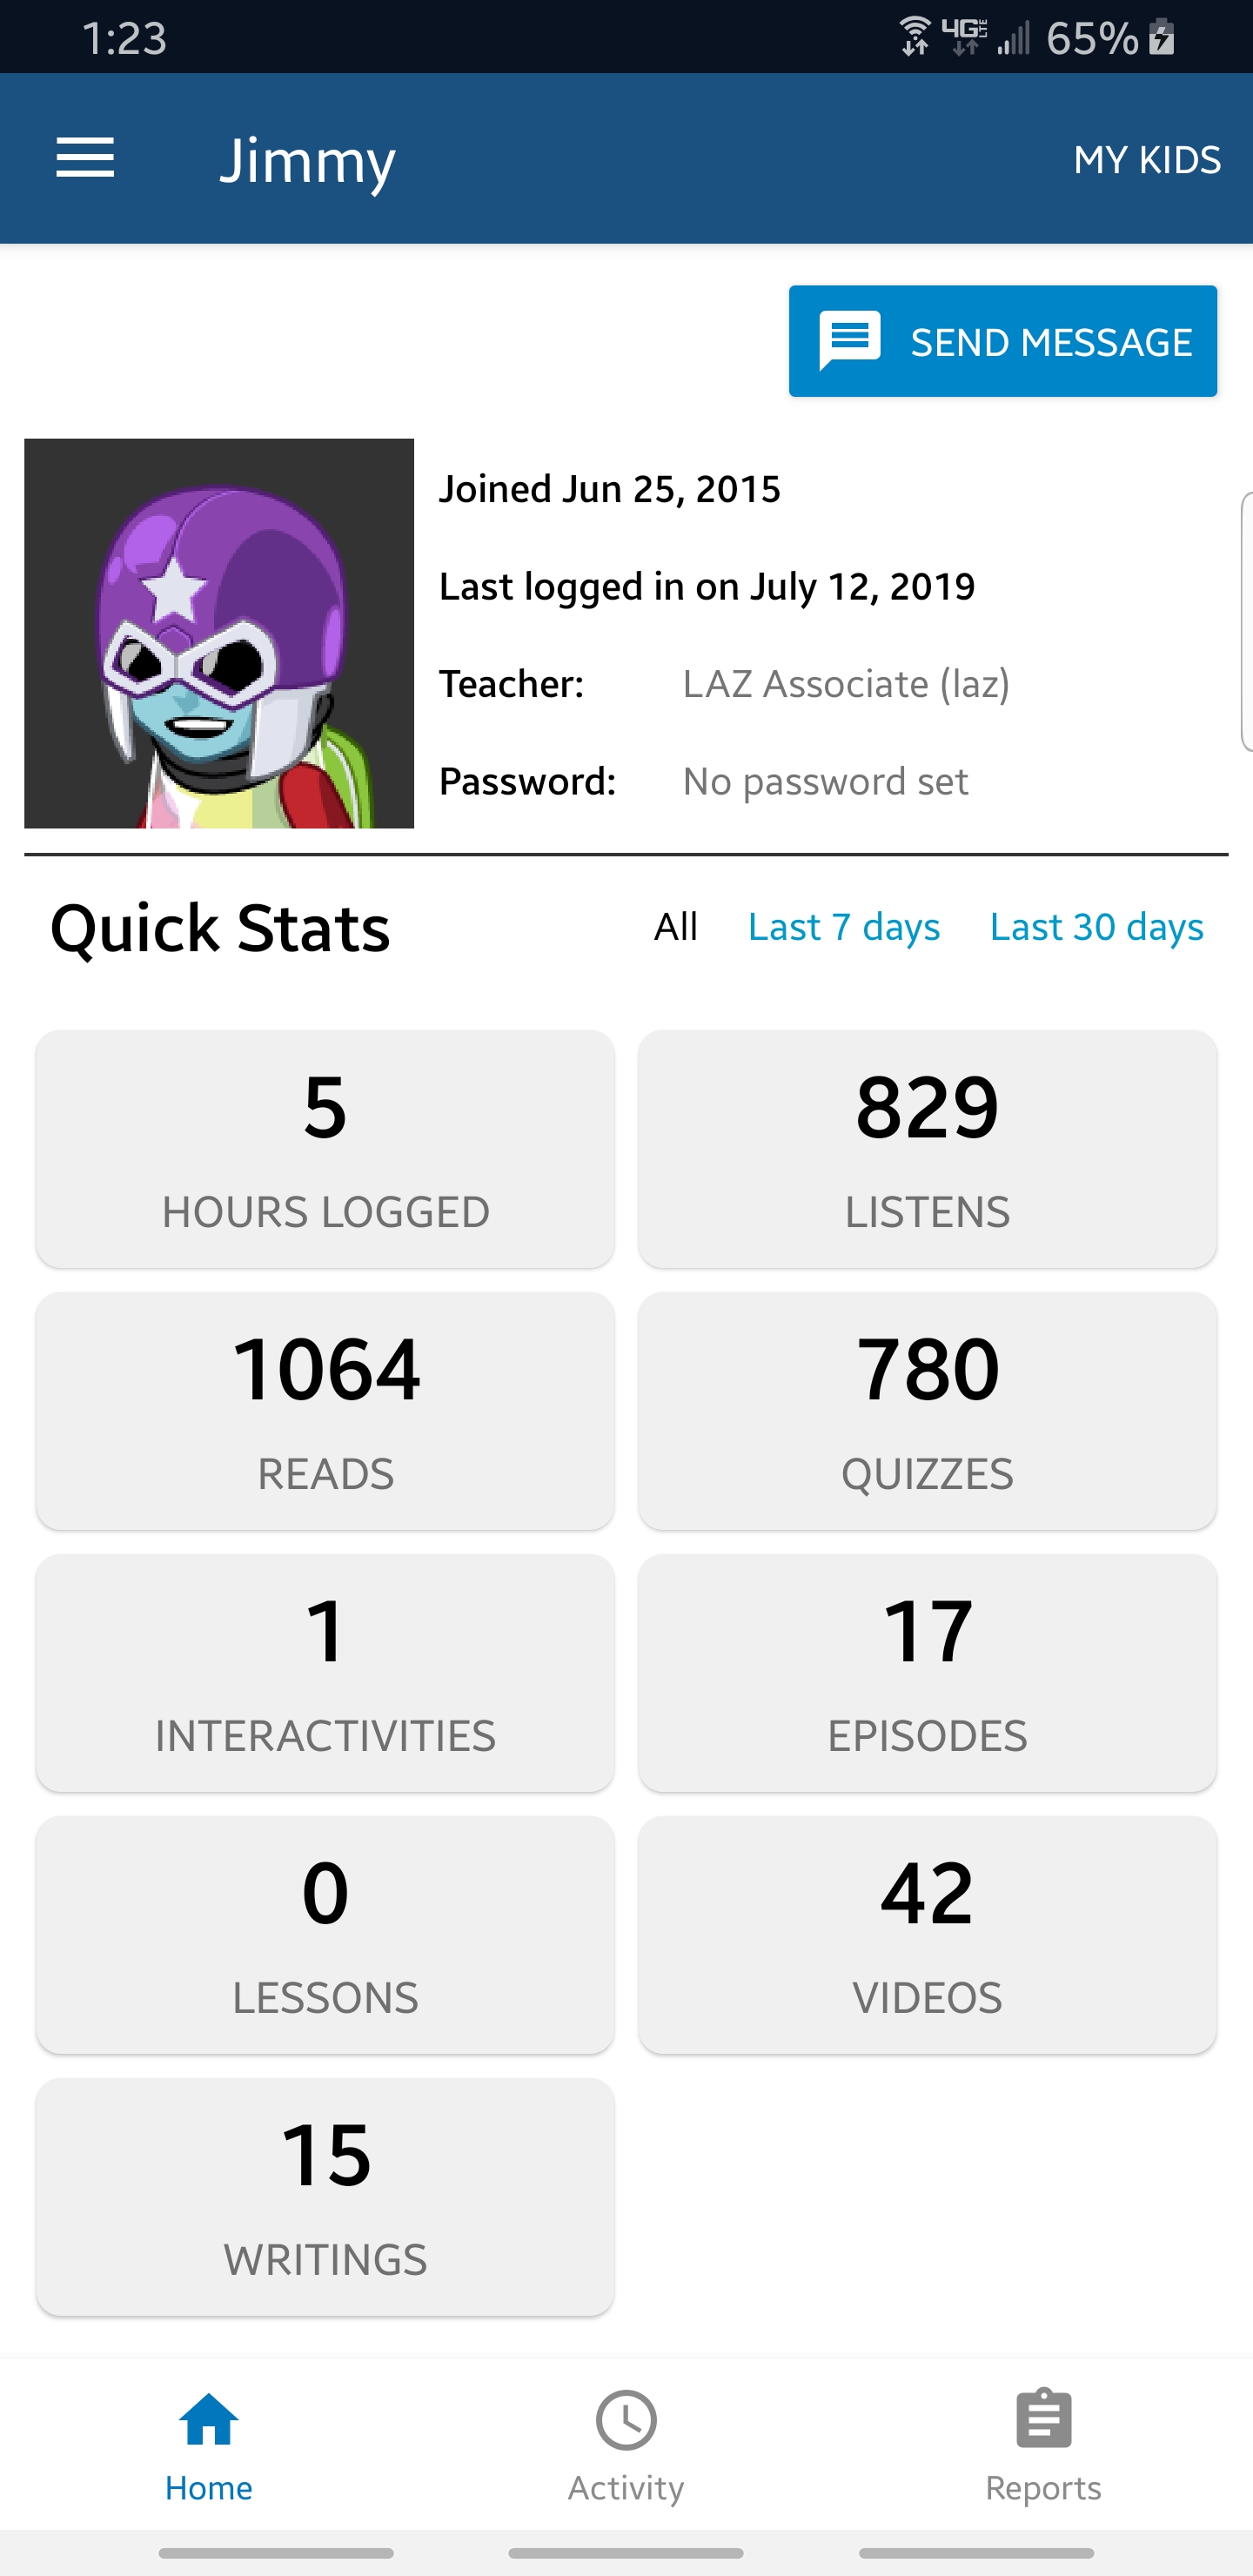 1:23 4G LTE 65%
Jimmy MY KIDS
SEND MESSAGE
Joined Jun 25, 2015
Last logged in on July 12, 2019
Teacher: LAZ Associate (laz)
Password: No password set
Quick Stats All Last 7 days Last 30 days
5 829
HOURS LOGGED LISTENS
1064 780
READS QUIZZES
1 17
INTERACTIVITIES EPISODES
0 42
LESSONS VIDEOS
15
WRITINGS
Home Activity Reports